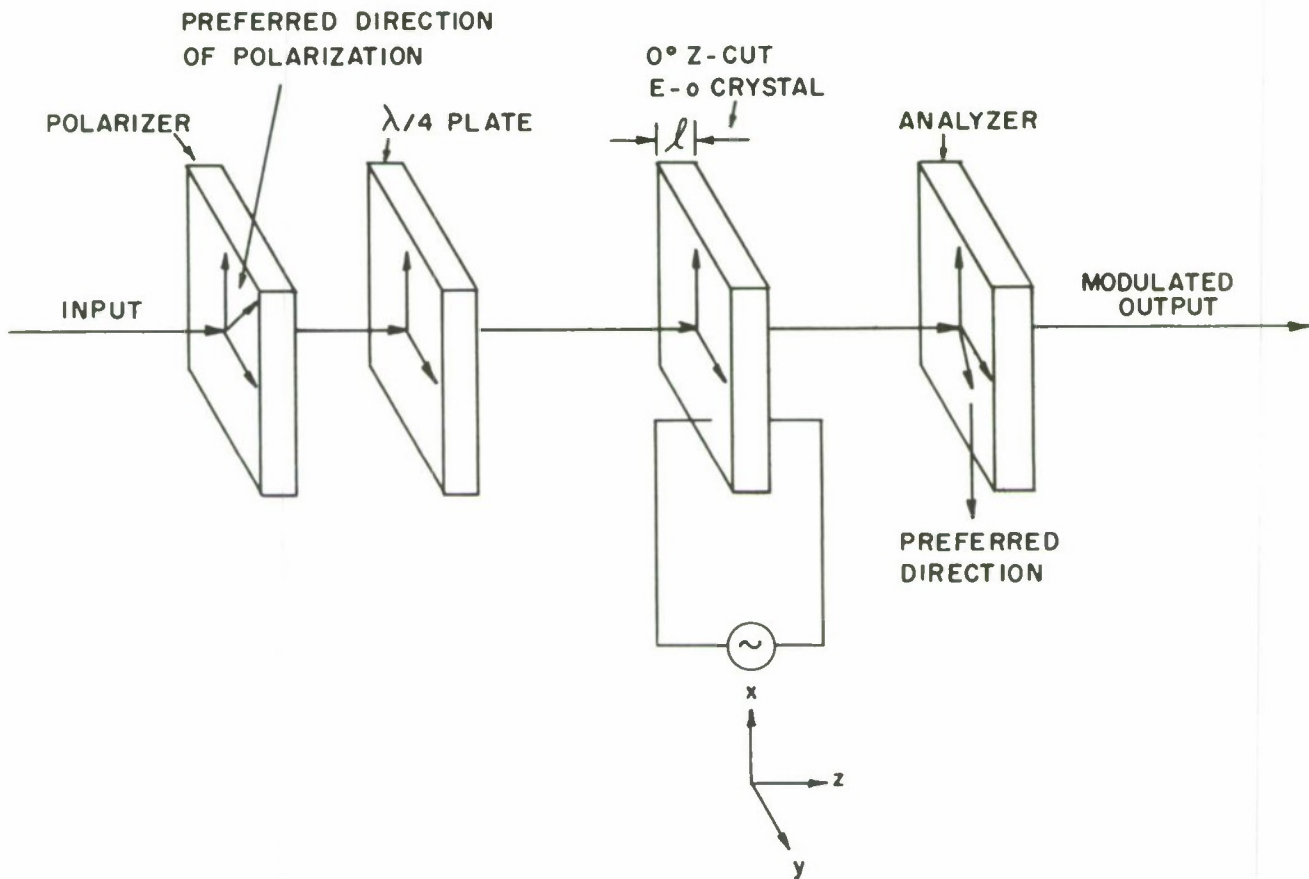 PREFERRED DIRECTION
OF POLARIZATION
0° Z-CUT
E-o CRYSTAL
POLARIZER
λ/4 PLATE
ℓ
ANALYZER
INPUT
MODULATED
OUTPUT
PREFERRED
DIRECTION
~
x
z
y